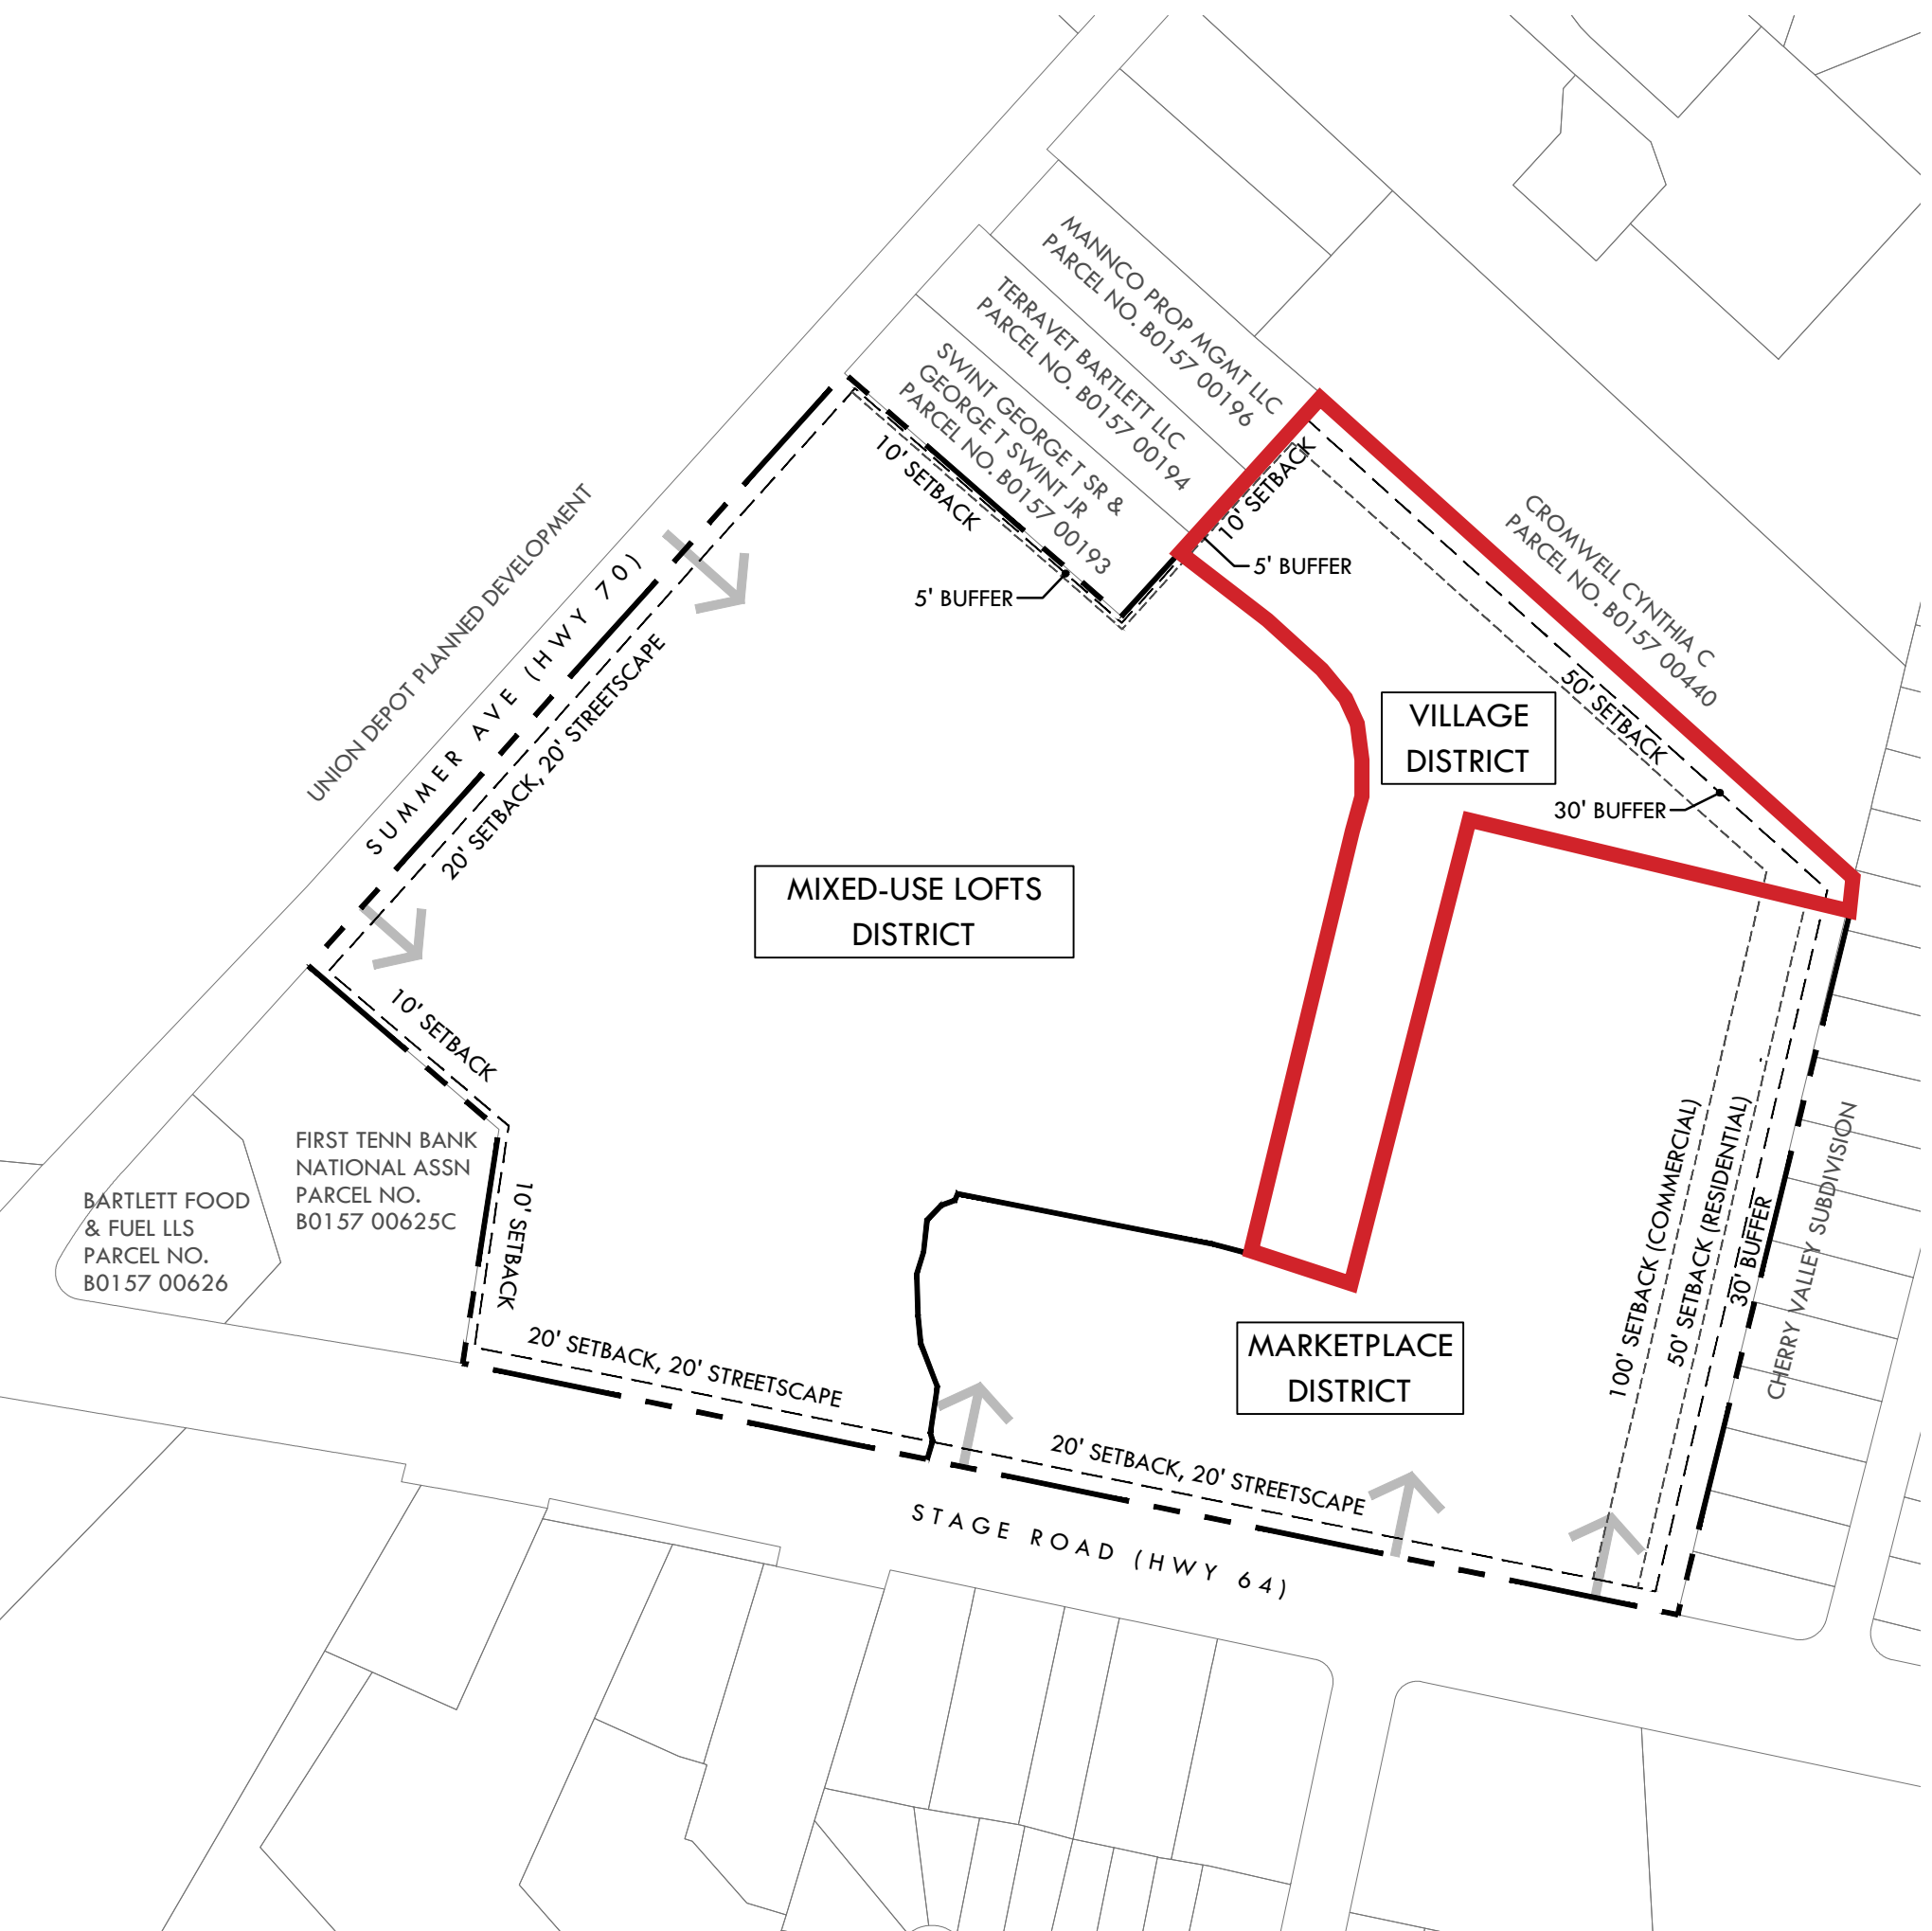 MANNCO PROP MGMT LLC
PARCEL NO. B0157 00196
TERRAVET BARTLETT LLC
PARCEL NO. B0157 00194
SWINT GEORGE T SR &
GEORGE T SWINT JR
PARCEL NO. B0157 00193
10' SETBACK
5' BUFFER
10' SETBACK
5' BUFFER
CROMWELL CYNTHIA C
PARCEL NO. B0157 00440
50' SETBACK
30' BUFFER
VILLAGE
DISTRICT
UNION DEPOT PLANNED DEVELOPMENT
SUMMER AVE (HWY 70)
20' SETBACK, 20' STREETSCAPE
MIXED-USE LOFTS
DISTRICT
10' SETBACK
FIRST TENN BANK
NATIONAL ASSN
PARCEL NO.
B0157 00625C
BARTLETT FOOD
& FUEL LLS
PARCEL NO.
B0157 00626
10' SETBACK
20' SETBACK, 20' STREETSCAPE
MARKETPLACE
DISTRICT
100' SETBACK (COMMERCIAL)
50' SETBACK (RESIDENTIAL)
30' BUFFER
CHERRY VALLEY SUBDIVISION
20' SETBACK, 20' STREETSCAPE
STAGE ROAD (HWY 64)